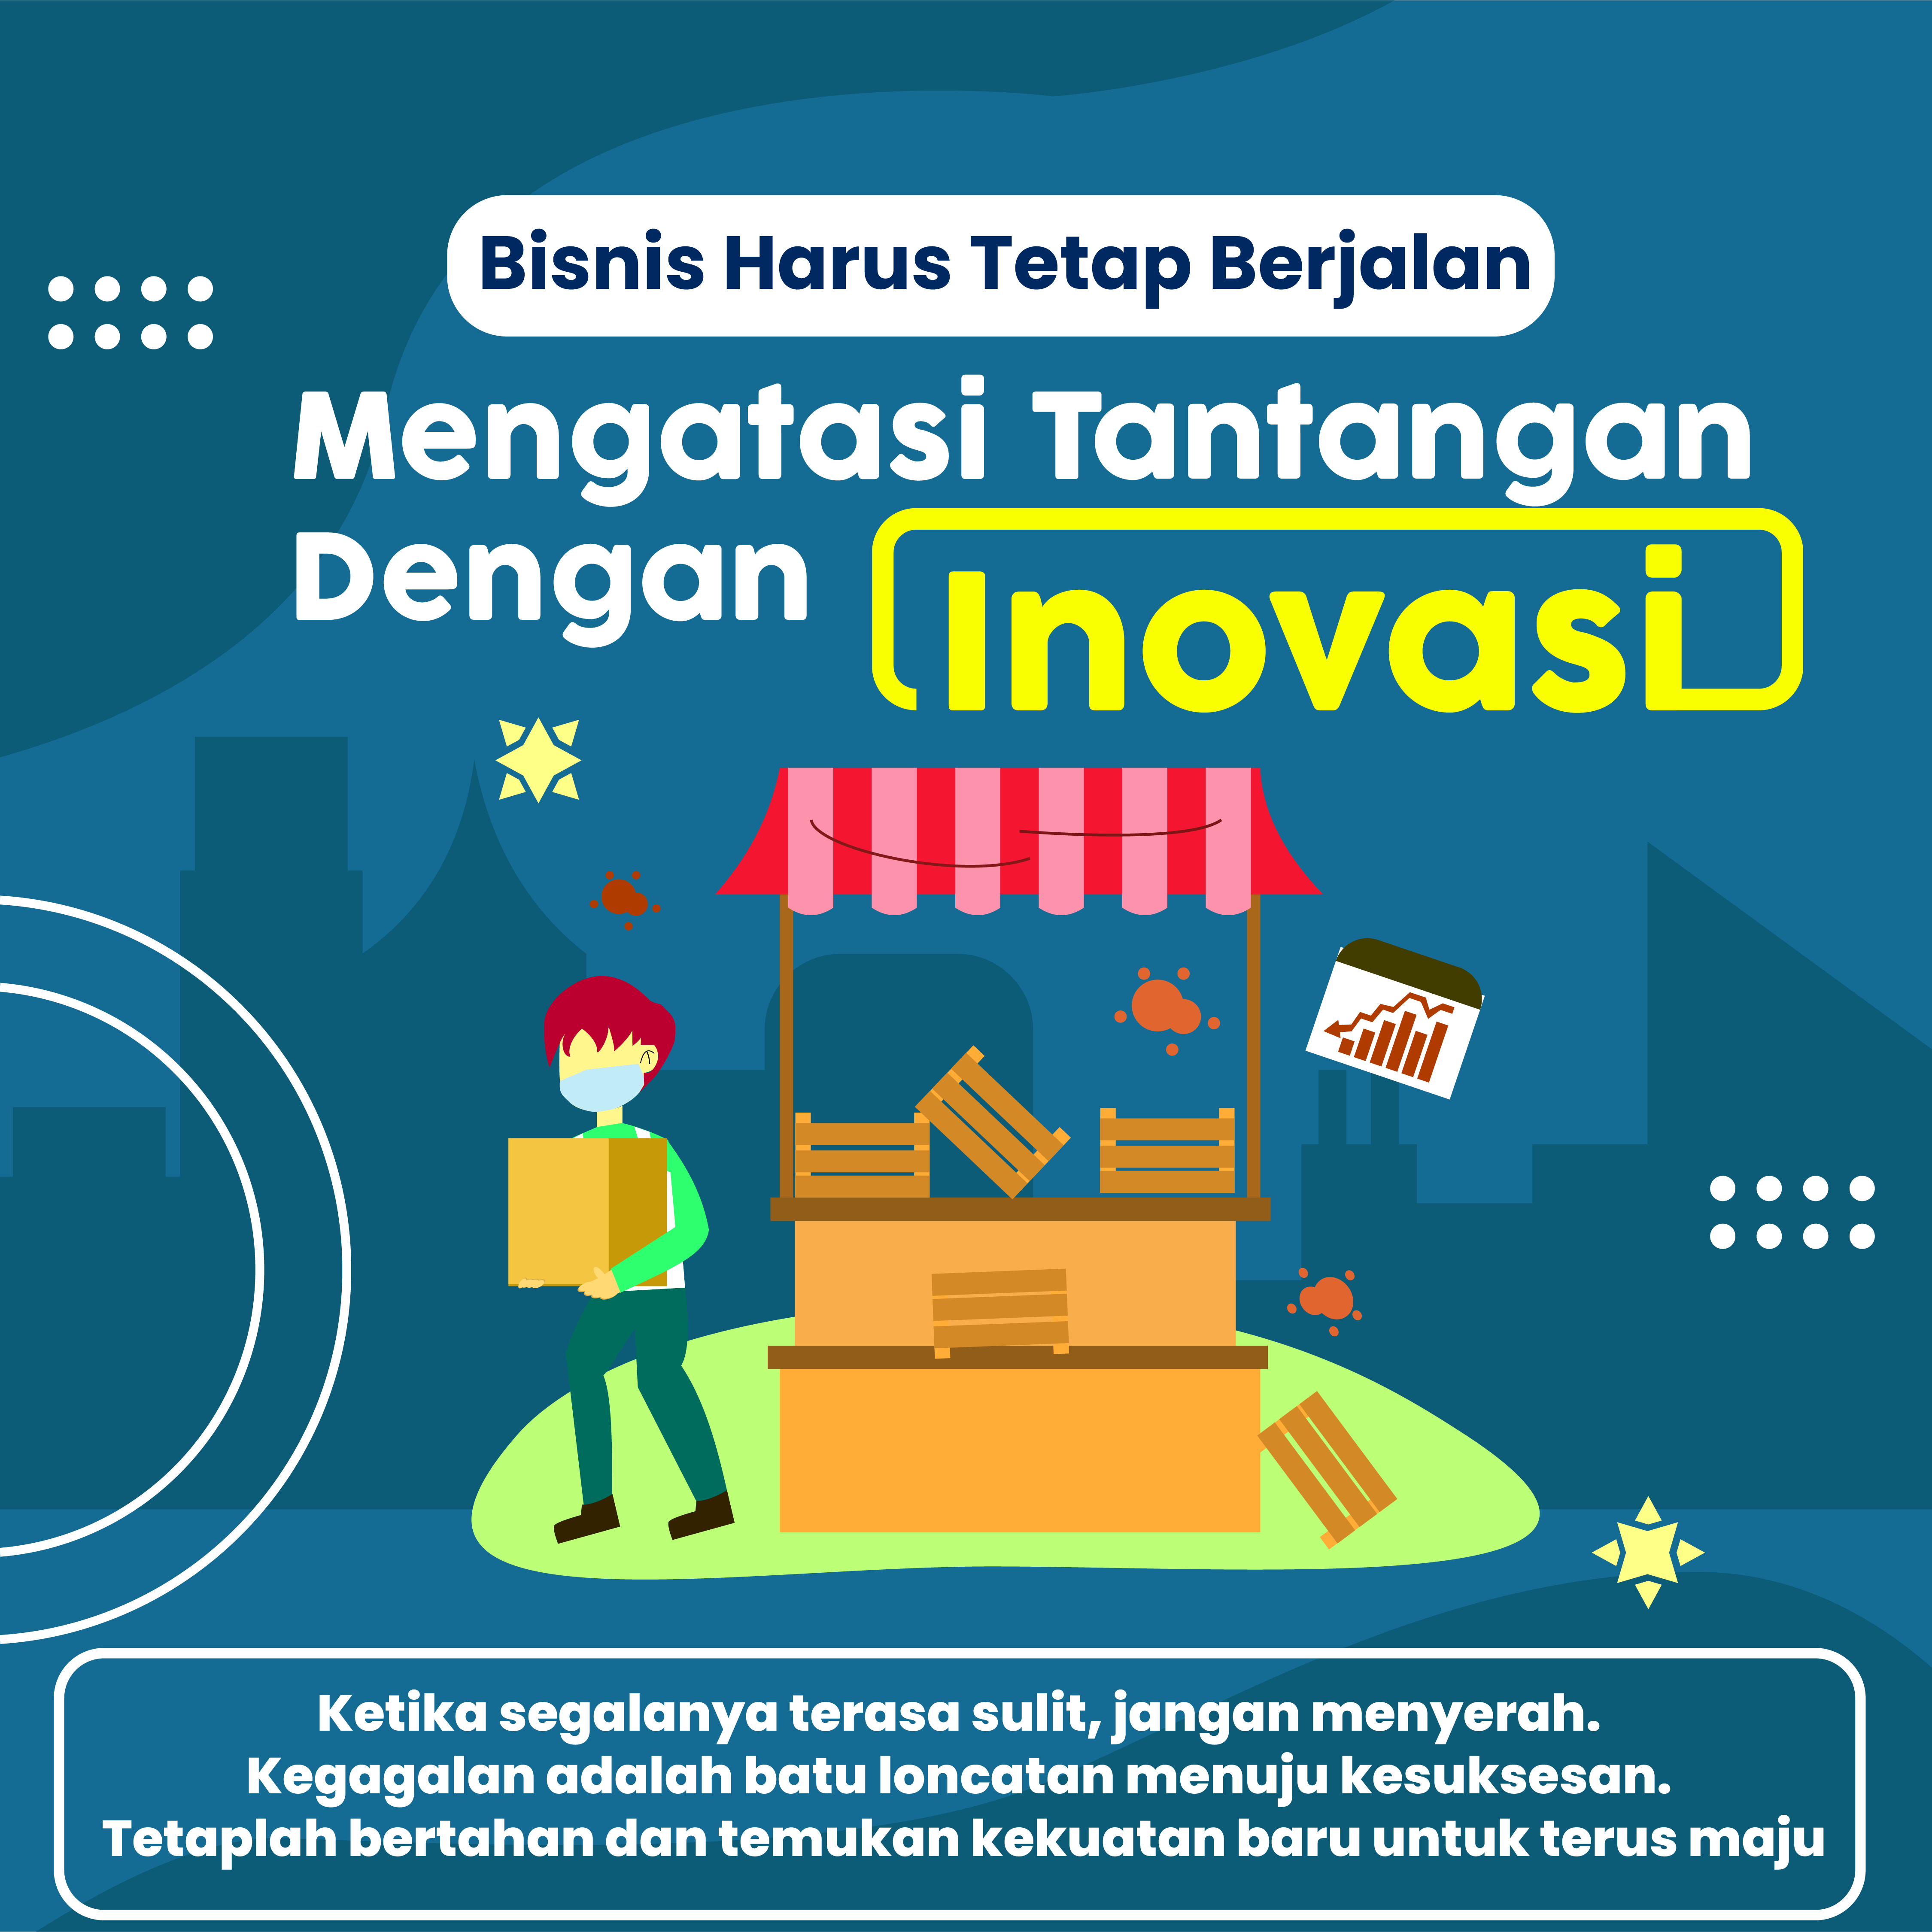 Bisnis Harus Tetap Berjalan
Mengatasi Tantangan
Dengan Inovasi
Ketika segalanya terasa sulit, jangan menyerah.
Kegagalan adalah batu loncatan menuju kesuksesan.
Tetaplah bertahan dan temukan kekuatan baru untuk terus maju